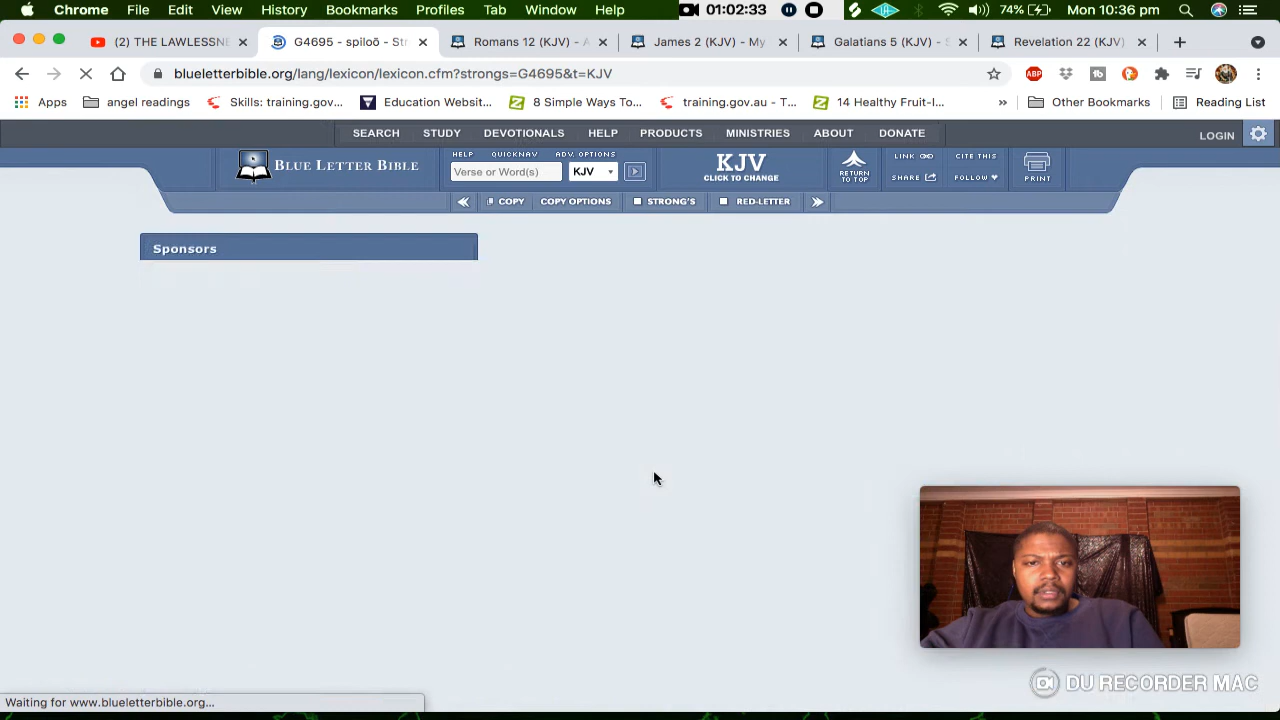 Chrome File Edit View History Bookmarks Profiles Tab Window Help 01:02:33 74% Mon 10:36 pm
(2) THE LAWLESSNE G4695 - spiloō - Str Romans 12 (KJV) - A James 2 (KJV) - My Galatians 5 (KJV) - S Revelation 22 (KJV)
blueletterbible.org/lang/lexicon/lexicon.cfm?strongs=G4695&t=KJV ABP
Apps angel readings Skills: training.gov... Education Websit... 8 Simple Ways To... training.gov.au - T... 14 Healthy Fruit-I... » Other Bookmarks Reading List
SEARCH STUDY DEVOTIONALS HELP PRODUCTS MINISTRIES ABOUT DONATE LOGIN
HELP QUICKNAV ADV. OPTIONS LINK CITE THIS
BLUE LETTER BIBLE Verse or Word(s) KJV KJV CLICK TO CHANGE RETURN TO TOP SHARE FOLLOW PRINT
COPY COPY OPTIONS STRONG'S RED-LETTER
Sponsors
DU RECORDER MAC
Waiting for www.blueletterbible.org...